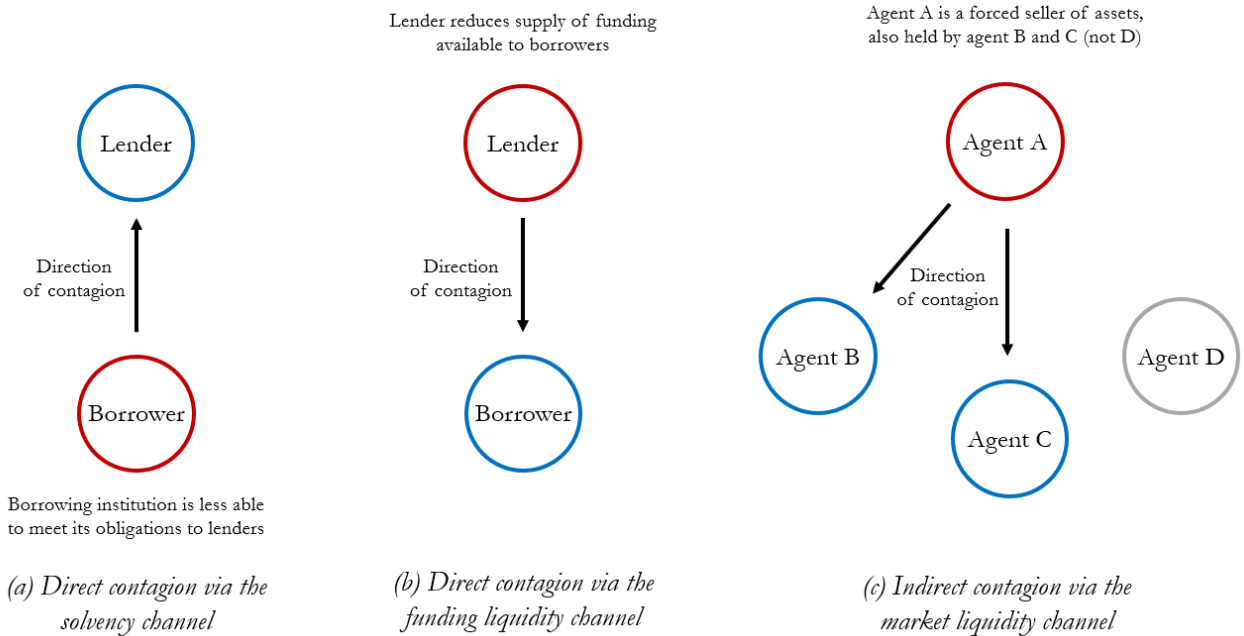 Lender
Direction
of contagion
Borrower
Borrowing institution is less able
to meet its obligations to lenders
(a) Direct contagion via the
solvency channel
Lender reduces supply of funding
available to borrowers
Lender
Direction
of contagion
Borrower
(b) Direct contagion via the
funding liquidity channel
Agent A is a forced seller of assets,
also held by agent B and C (not D)
Agent A
Direction
of contagion
Agent B
Agent C
Agent D
(c) Indirect contagion via the
market liquidity channel